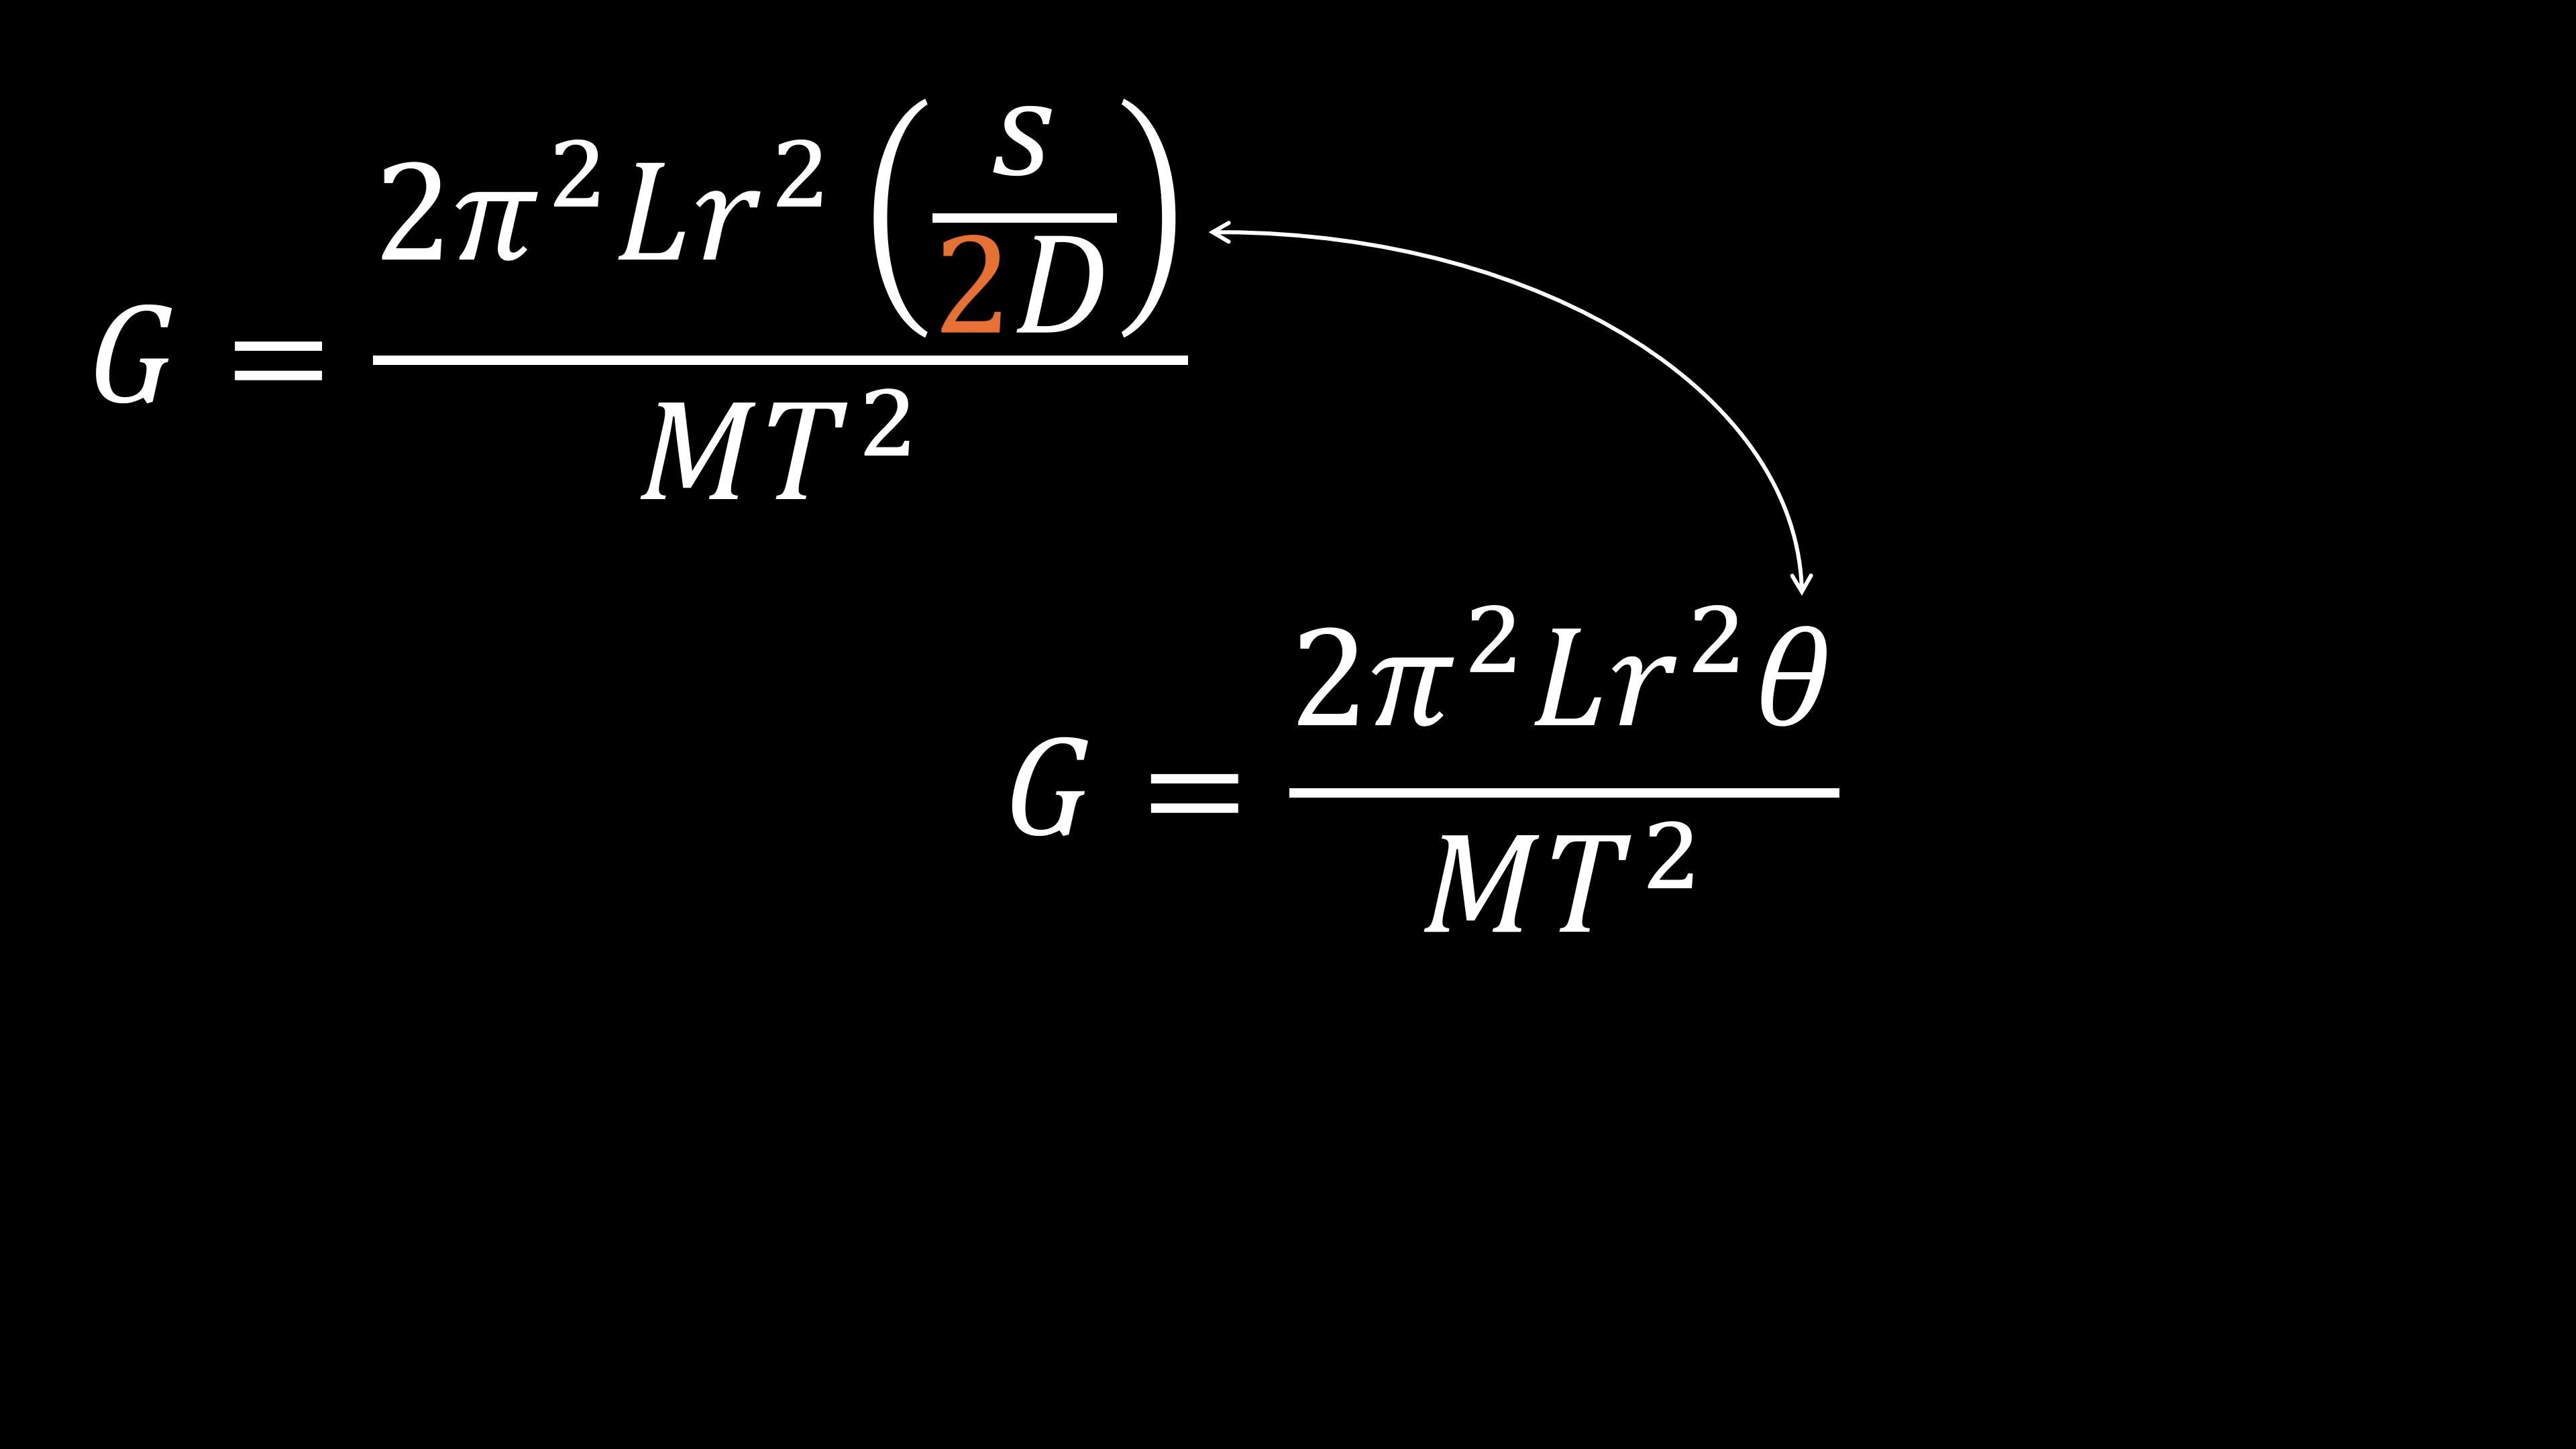 G = 2π²Lr²(s/2D) / MT²
G = 2π²Lr²θ / MT²